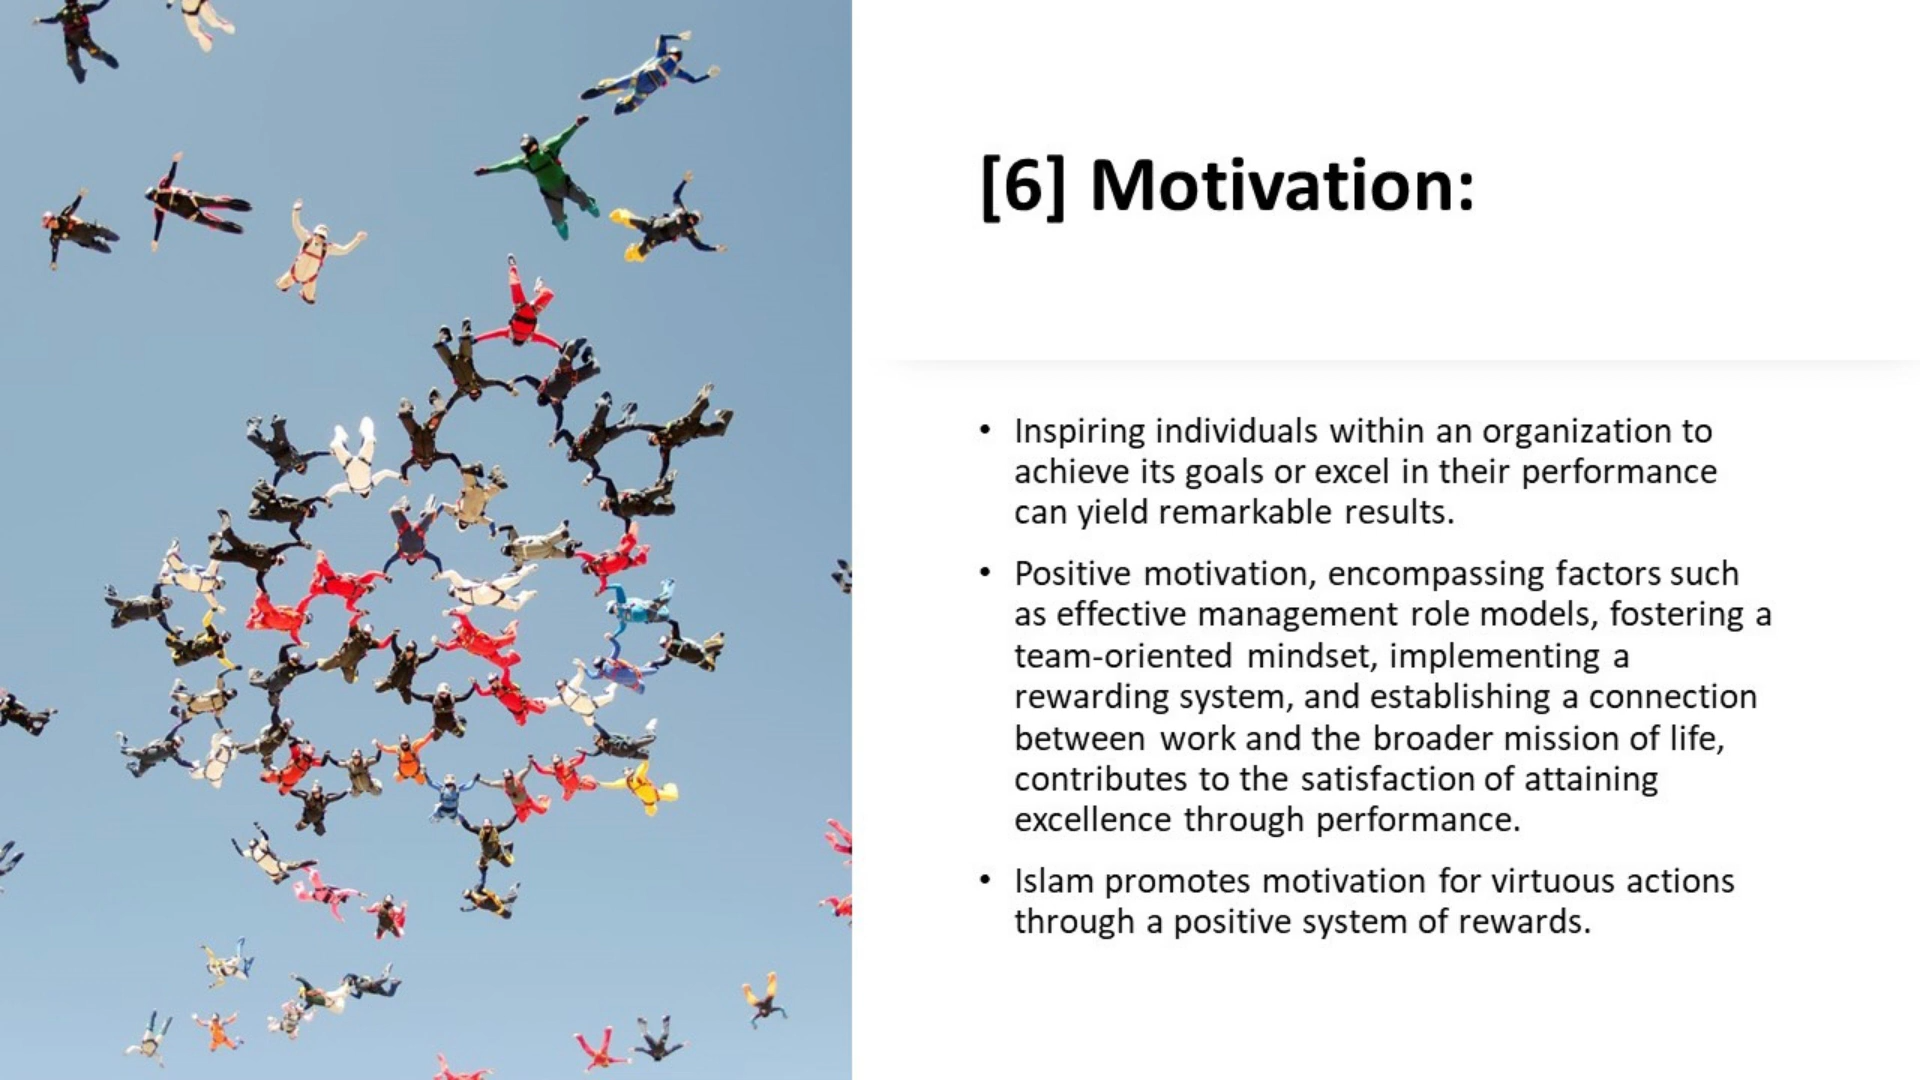 [6] Motivation:
• Inspiring individuals within an organization to
achieve its goals or excel in their performance
can yield remarkable results.
• Positive motivation, encompassing factors such
as effective management role models, fostering a
team-oriented mindset, implementing a
rewarding system, and establishing a connection
between work and the broader mission of life,
contributes to the satisfaction of attaining
excellence through performance.
• Islam promotes motivation for virtuous actions
through a positive system of rewards.